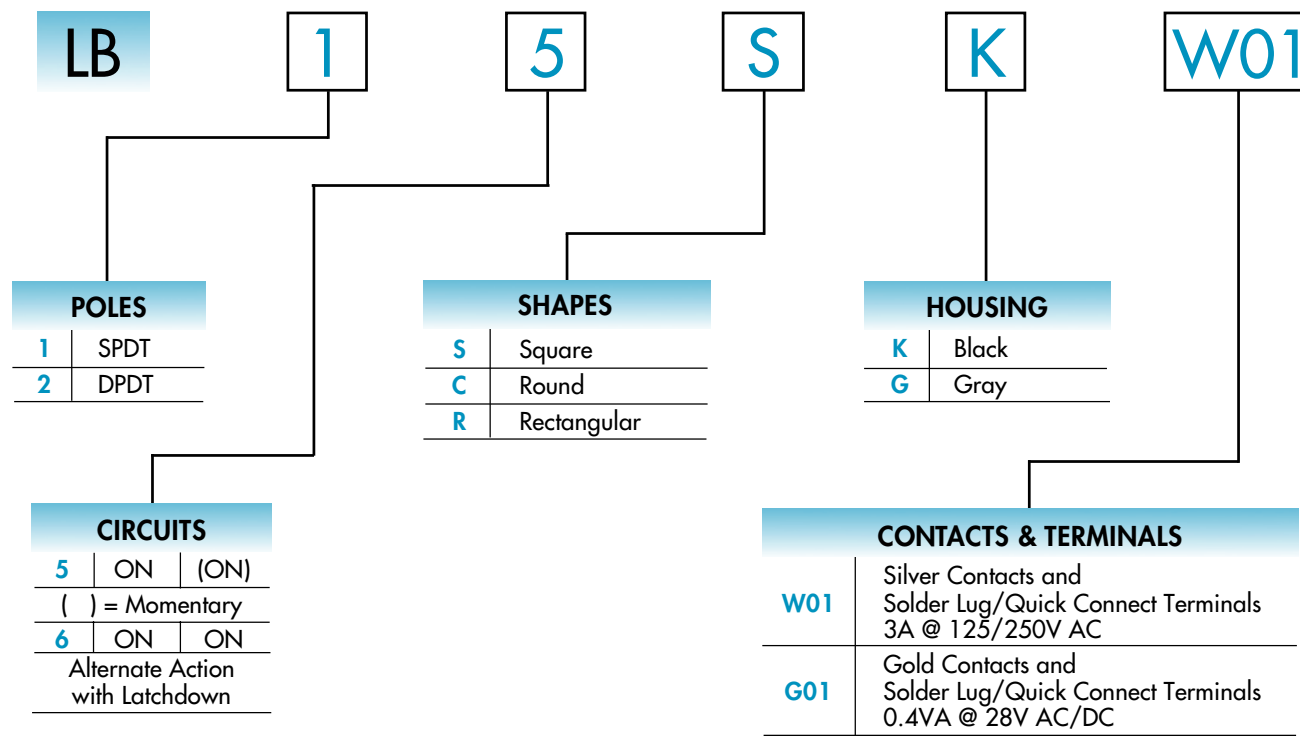 LB 1 5 S K W01
POLES
1 SPDT
2 DPDT
SHAPES
S Square
C Round
R Rectangular
HOUSING
K Black
G Gray
CIRCUITS
5 ON (ON)
( ) = Momentary
6 ON ON
Alternate Action
with Latchdown
CONTACTS & TERMINALS
W01
Silver Contacts and
Solder Lug/Quick Connect Terminals
3A @ 125/250V AC
G01
Gold Contacts and
Solder Lug/Quick Connect Terminals
0.4VA @ 28V AC/DC